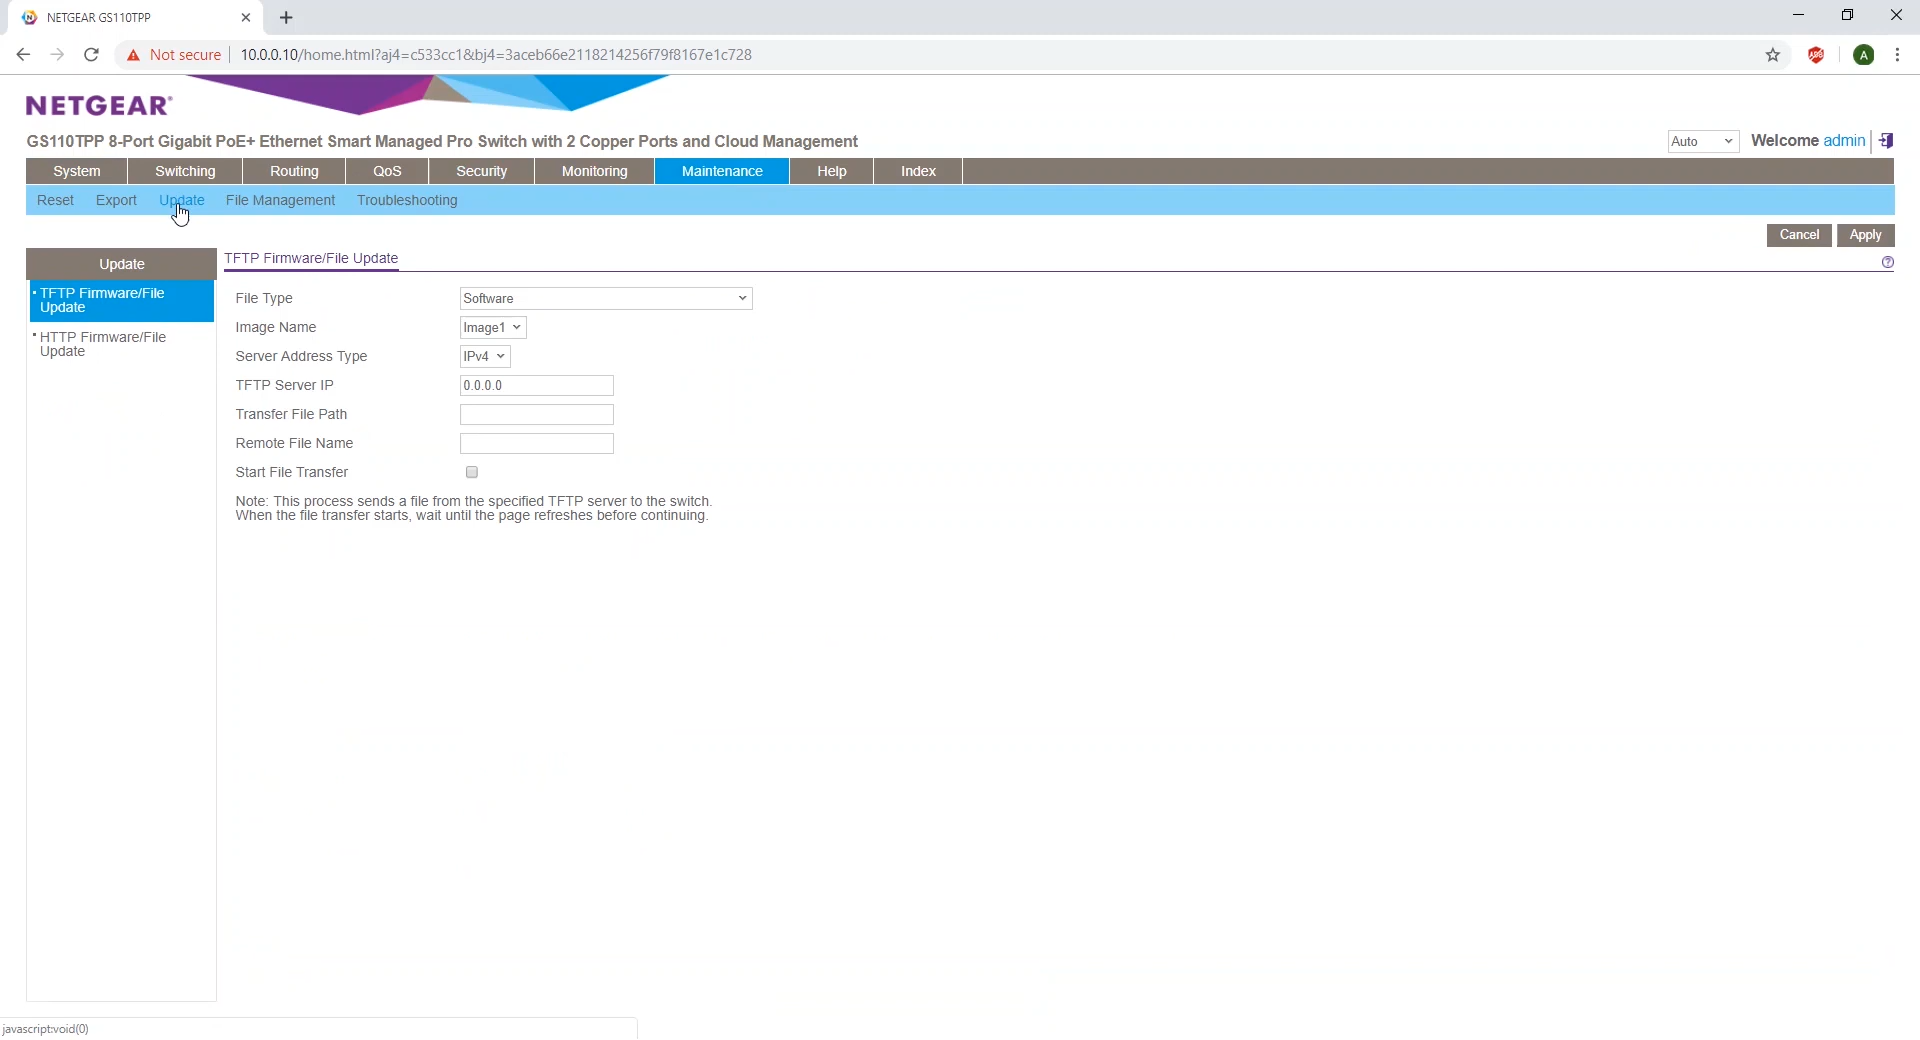 NETGEAR GS110TPP
Not secure 10.0.0.10/home.html?aj4=c533cc1&bj4=3aceb66e2118214256f79f8167e1c728
ABP
A
NETGEAR®
GS110TPP 8-Port Gigabit PoE+ Ethernet Smart Managed Pro Switch with 2 Copper Ports and Cloud Management
Auto Welcome admin
System Switching Routing QoS Security Monitoring Maintenance Help Index
Reset Export Update File Management Troubleshooting
Cancel Apply
Update
TFTP Firmware/File
Update
HTTP Firmware/File
Update
TFTP Firmware/File Update
File Type Software
Image Name Image1
Server Address Type IPv4
TFTP Server IP 0.0.0.0
Transfer File Path
Remote File Name
Start File Transfer
Note: This process sends a file from the specified TFTP server to the switch.
When the file transfer starts, wait until the page refreshes before continuing.
javascript:void(0)